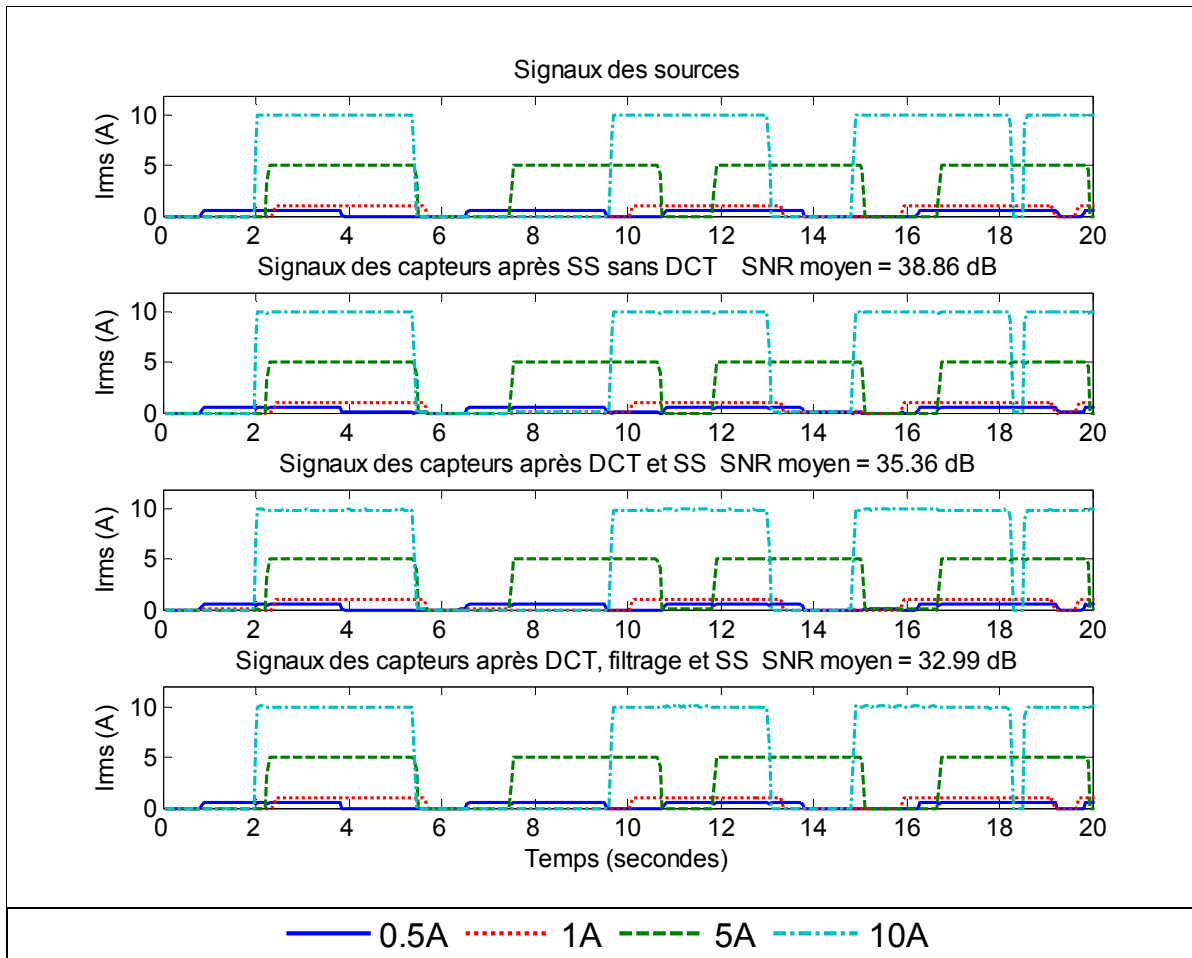 Signaux des sources
Irms (A)
10
5
0
0 2 4 6 8 10 12 14 16 18 20
Signaux des capteurs après SS sans DCT SNR moyen = 38.86 dB
Irms (A)
10
5
0
0 2 4 6 8 10 12 14 16 18 20
Signaux des capteurs après DCT et SS SNR moyen = 35.36 dB
Irms (A)
10
5
0
0 2 4 6 8 10 12 14 16 18 20
Signaux des capteurs après DCT, filtrage et SS SNR moyen = 32.99 dB
Irms (A)
10
5
0
0 2 4 6 8 10 12 14 16 18 20
Temps (secondes)
0.5A 1A 5A 10A